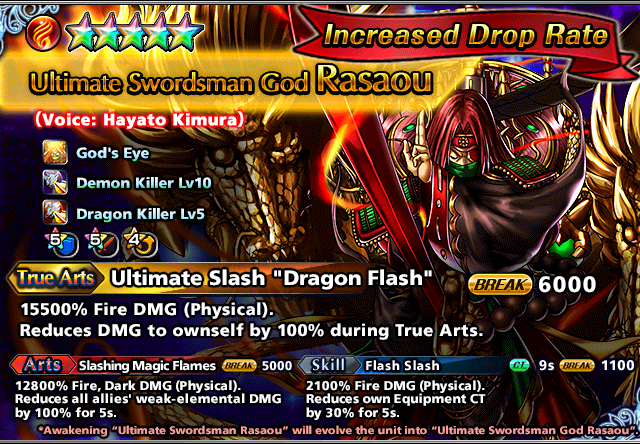 Increased Drop Rate
Ultimate Swordsman God Rasaou
(Voice: Hayato Kimura)
God's Eye
Demon Killer Lv10
Dragon Killer Lv5
5 5 4
True Arts Ultimate Slash "Dragon Flash" BREAK 6000
15500% Fire DMG (Physical).
Reduces DMG to ownself by 100% during True Arts.
Arts Slashing Magic Flames BREAK 5000
12800% Fire, Dark DMG (Physical).
Reduces all allies' weak-elemental DMG
by 100% for 5s.
Skill Flash Slash CT 9s BREAK 1100
2100% Fire DMG (Physical).
Reduces own Equipment CT
by 30% for 5s.
*Awakening "Ultimate Swordsman Rasaou" will evolve the unit into "Ultimate Swordsman God Rasaou"